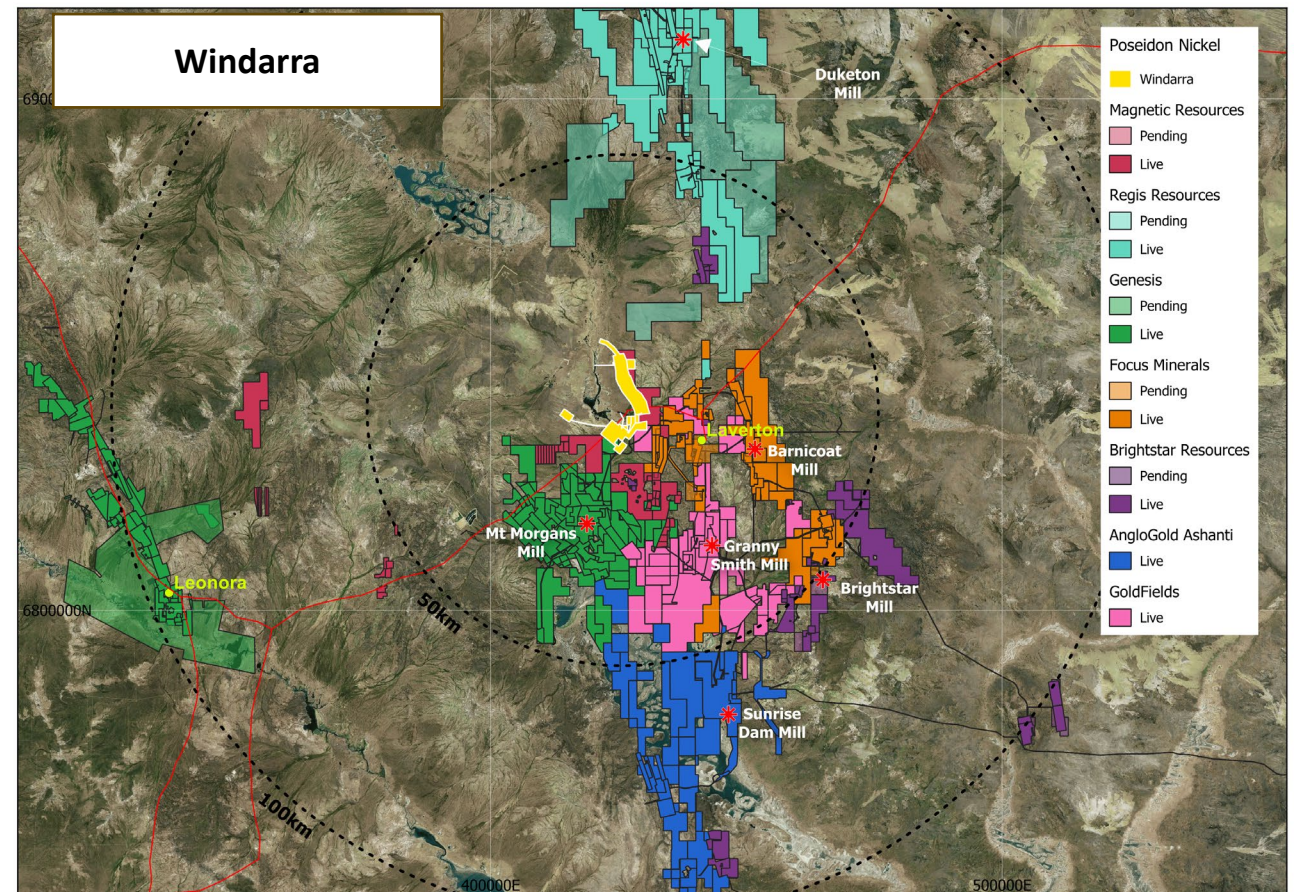 Windarra
6900
Duketon
Mill
Laverton
Barnicoat
Mill
Mt Morgans
Mill
Granny
Smith Mill
Brightstar
Mill
Leonora
6800000N
50km
Sunrise
Dam Mill
100km
400000E
500000E
Poseidon Nickel
Windarra
Magnetic Resources
Pending
Live
Regis Resources
Pending
Live
Genesis
Pending
Live
Focus Minerals
Pending
Live
Brightstar Resources
Pending
Live
AngloGold Ashanti
Live
GoldFields
Live